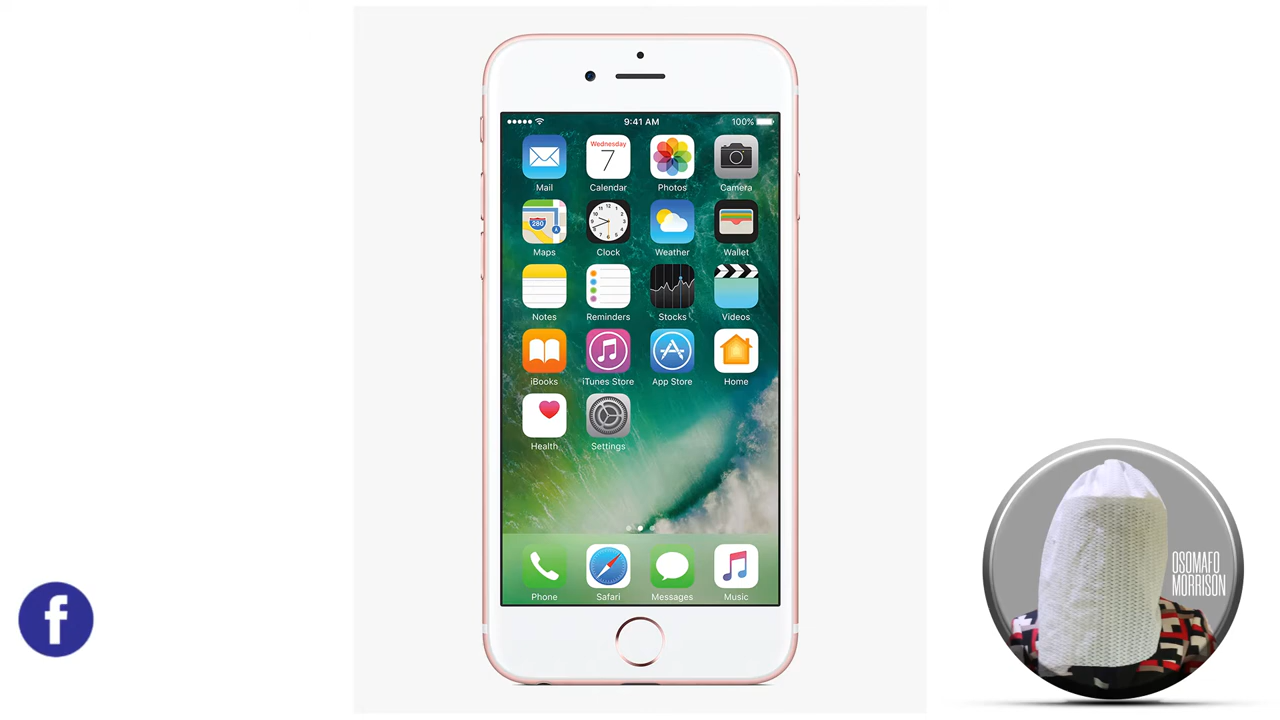 9:41 AM 100%
Wednesday
7
Mail Calendar Photos Camera
280
Maps Clock Weather Wallet
Notes Reminders Stocks Videos
iBooks iTunes Store App Store Home
Health Settings
Phone Safari Messages Music
f
OSOMAFO
MORRISON